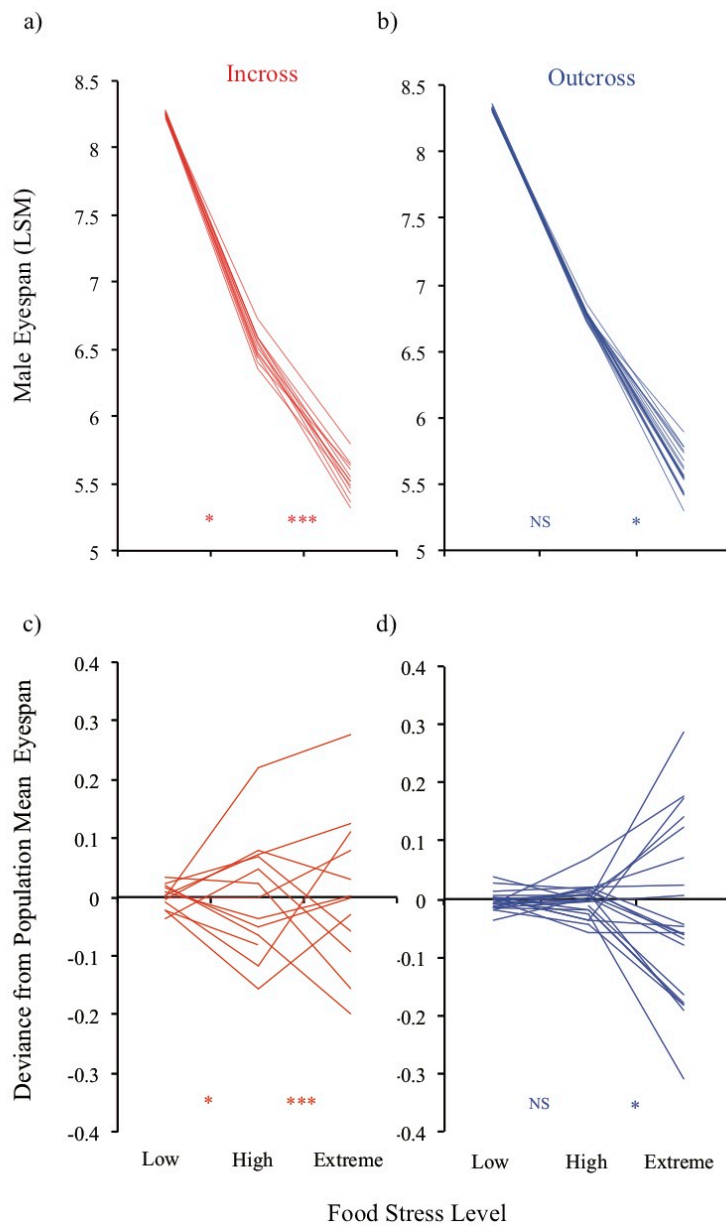 a)
b)
Incross
Outcross
Male Eyespan (LSM)
8.5
8
7.5
7
6.5
6
5.5
5
* ***
8.5
8
7.5
7
6.5
6
5.5
5
NS *
c)
d)
Deviance from Population Mean Eyespan
0.4
0.3
0.2
0.1
0
-0.1
-0.2
-0.3
-0.4
* ***
Low High Extreme
0.4
0.3
0.2
0.1
0
-0.1
-0.2
-0.3
-0.4
NS *
Low High Extreme
Food Stress Level